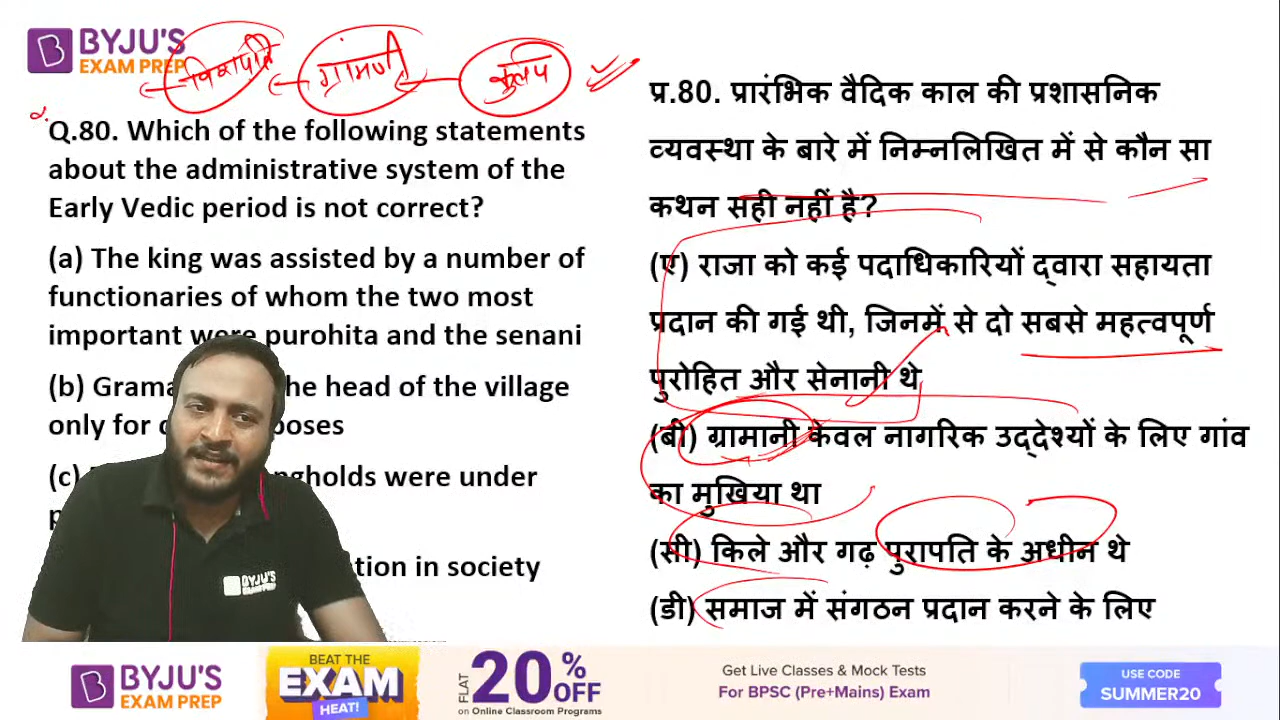 BYJU'S
EXAM PREP
विशपति ग्रामणी कुलप
Q.80. Which of the following statements
about the administrative system of the
Early Vedic period is not correct?
(a) The king was assisted by a number of
functionaries of whom the two most
important were purohita and the senani
(b) he head of the village
only for
(c) were under
in society
प्र.80. प्रारंभिक वैदिक काल की प्रशासनिक
व्यवस्था के बारे में निम्नलिखित में से कौन सा
कथन सही नहीं है?
(ए) राजा को कई पदाधिकारियों द्वारा सहायता
प्रदान की गई थी, जिनमें से दो सबसे महत्वपूर्ण
पुरोहित और सेनानी थे
(बी) ग्रामानी केवल नागरिक उद्देश्यों के लिए गांव
का मुखिया था
(सी) किले और गढ़ पुरापति के अधीन थे
(डी) समाज में संगठन प्रदान करने के लिए
BYJU'S
EXAM PREP
BYJU'S
EXAM PREP
BEAT THE
EXAM
HEAT!
FLAT 20% OFF
on Online Classroom Programs
Get Live Classes & Mock Tests
For BPSC (Pre+Mains) Exam
USE CODE
SUMMER20